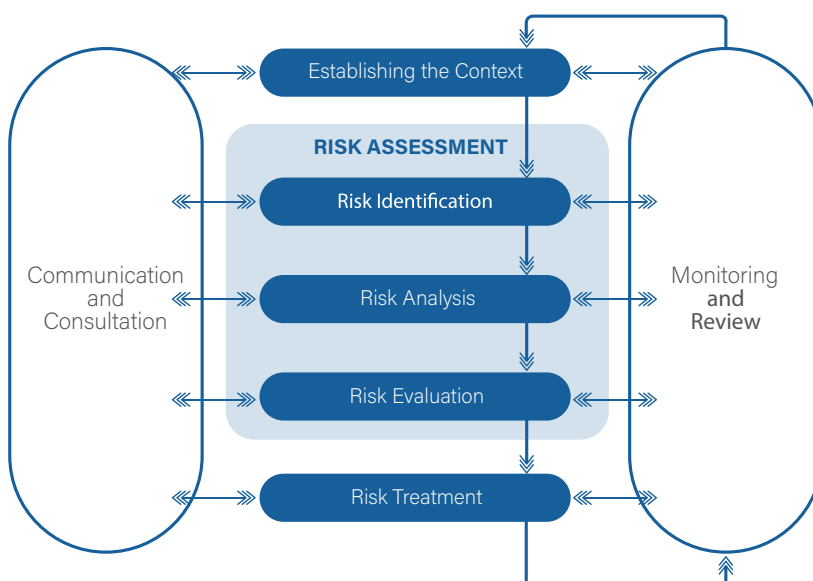 Establishing the Context
RISK ASSESSMENT
Risk Identification
Communication
and
Consultation
Risk Analysis
Monitoring
and
Review
Risk Evaluation
Risk Treatment